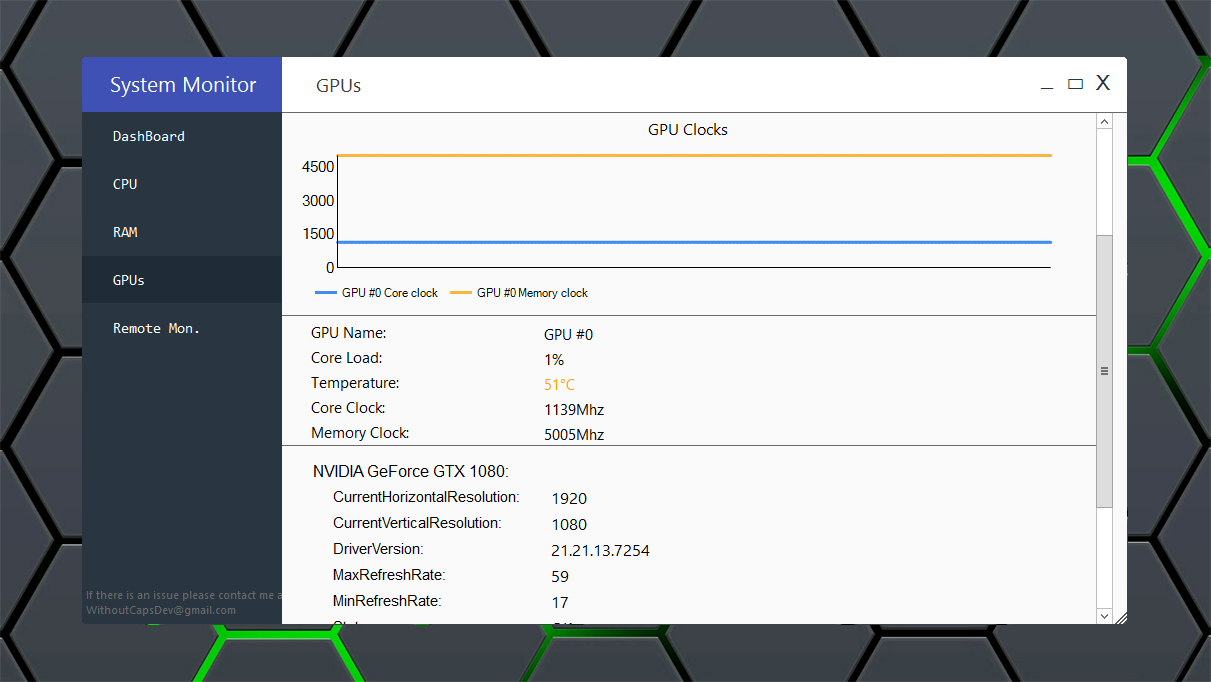 System Monitor
GPUs
X
DashBoard
CPU
RAM
GPUs
Remote Mon.
If there is an issue please contact me a
WithoutCapsDev@gmail.com
GPU Clocks
4500
3000
1500
0
GPU #0 Core clock GPU #0 Memory clock
GPU Name: GPU #0
Core Load: 1%
Temperature: 51°C
Core Clock: 1139Mhz
Memory Clock: 5005Mhz
NVIDIA GeForce GTX 1080:
CurrentHorizontalResolution: 1920
CurrentVerticalResolution: 1080
DriverVersion: 21.21.13.7254
MaxRefreshRate: 59
MinRefreshRate: 17